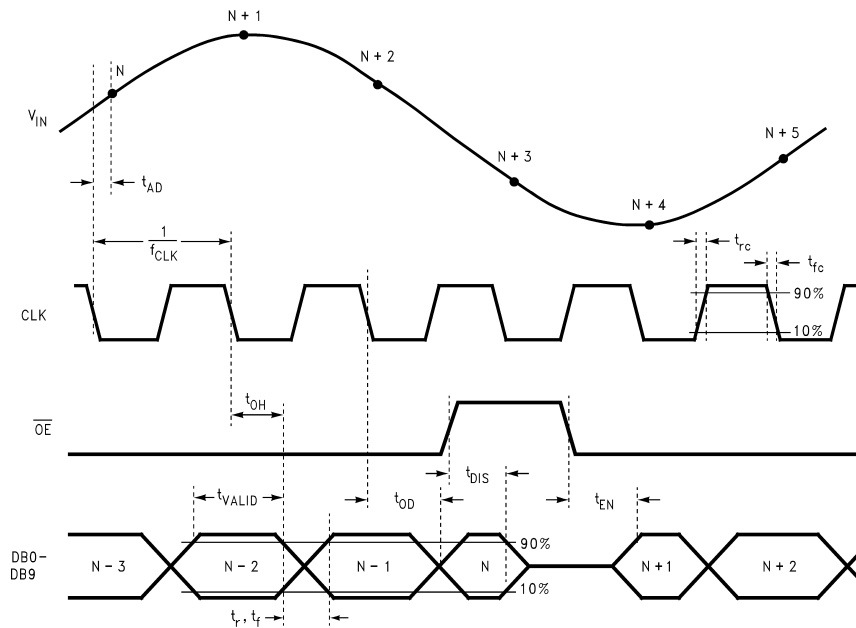 N + 1
N
N + 2
V_IN
N + 3
N + 5
N + 4
t_AD
1
f_CLK
t_rc
t_fc
90%
CLK
10%
t_OH
OE
t_DIS
t_VALID
t_OD
t_EN
90%
DB0-
DB9
N − 3
N − 2
N − 1
N
N + 1
N + 2
10%
t_r, t_f